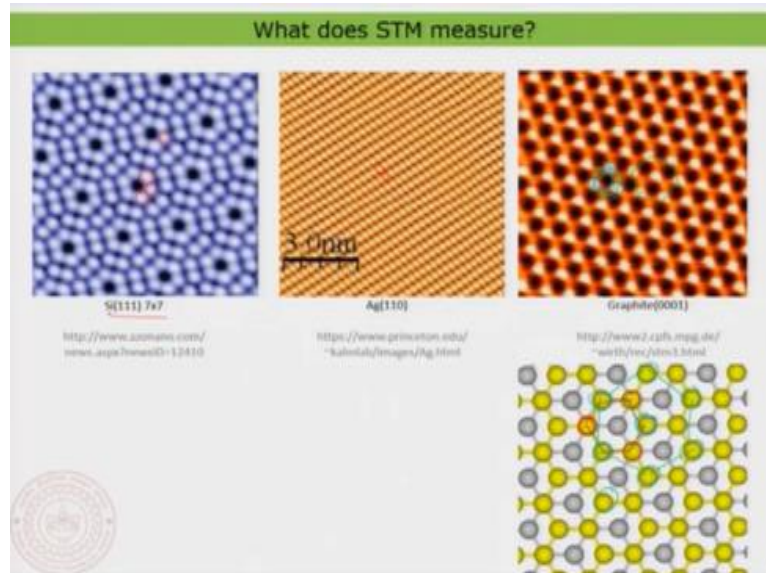 What does STM measure?
3.0nm
Si(111) 7x7
Ag(110)
Graphite(0001)
http://www.azonano.com/
news.aspx?newsID=12410
https://www.princeton.edu/
~kahnlab/images/Ag.html
http://www2.cpfs.mpg.de/
~wirth/rec/stm3.html